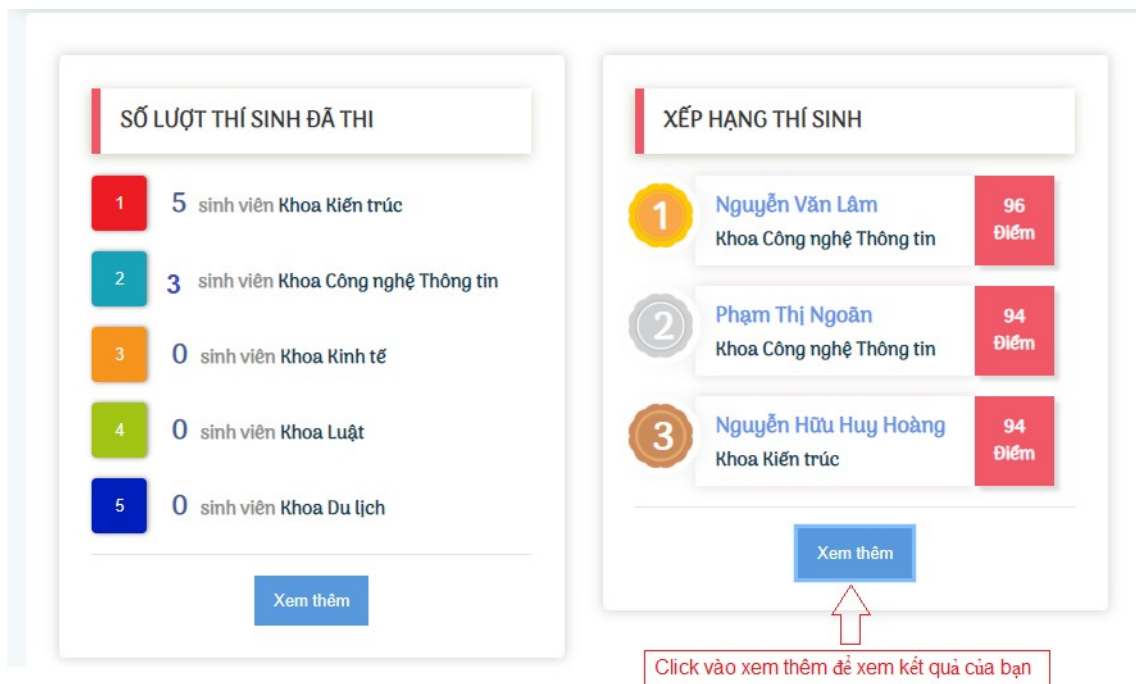 SỐ LƯỢT THÍ SINH ĐÃ THI
1 5 sinh viên Khoa Kiến trúc
2 3 sinh viên Khoa Công nghệ Thông tin
3 0 sinh viên Khoa Kinh tế
4 0 sinh viên Khoa Luật
5 0 sinh viên Khoa Du lịch
Xem thêm
XẾP HẠNG THÍ SINH
1 Nguyễn Văn Lâm 96
Khoa Công nghệ Thông tin Điểm
2 Phạm Thị Ngoãn 94
Khoa Công nghệ Thông tin Điểm
3 Nguyễn Hữu Huy Hoàng 94
Khoa Kiến trúc Điểm
Xem thêm
Click vào xem thêm để xem kết quả của bạn